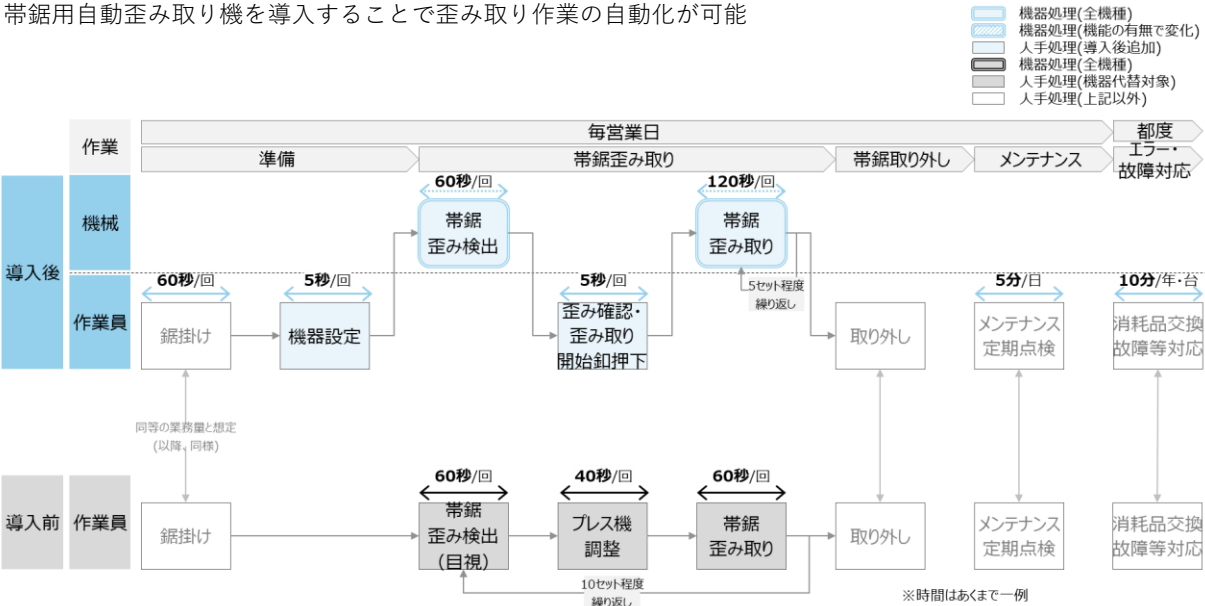 帯鋸用自動歪み取り機を導入することで歪み取り作業の自動化が可能
機器処理(全機種)
機器処理(機能の有無で変化)
人手処理(導入後追加)
機器処理(全機種)
人手処理(機器代替対象)
人手処理(上記以外)
作業
毎営業日
都度
準備
帯鋸歪み取り
帯鋸取り外し
メンテナンス
エラー・
故障対応
導入後
機械
60秒/回
帯鋸
歪み検出
120秒/回
帯鋸
歪み取り
5セット程度
繰り返し
作業員
60秒/回
鋸掛け
5秒/回
機器設定
5秒/回
歪み確認・
歪み取り
開始釦押下
取り外し
5分/日
メンテナンス
定期点検
10分/年・台
消耗品交換
故障等対応
同等の業務量と想定
(以降、同様)
導入前
作業員
鋸掛け
60秒/回
帯鋸
歪み検出
(目視)
40秒/回
プレス機
調整
60秒/回
帯鋸
歪み取り
取り外し
メンテナンス
定期点検
消耗品交換
故障等対応
10セット程度
繰り返し
※時間はあくまで一例